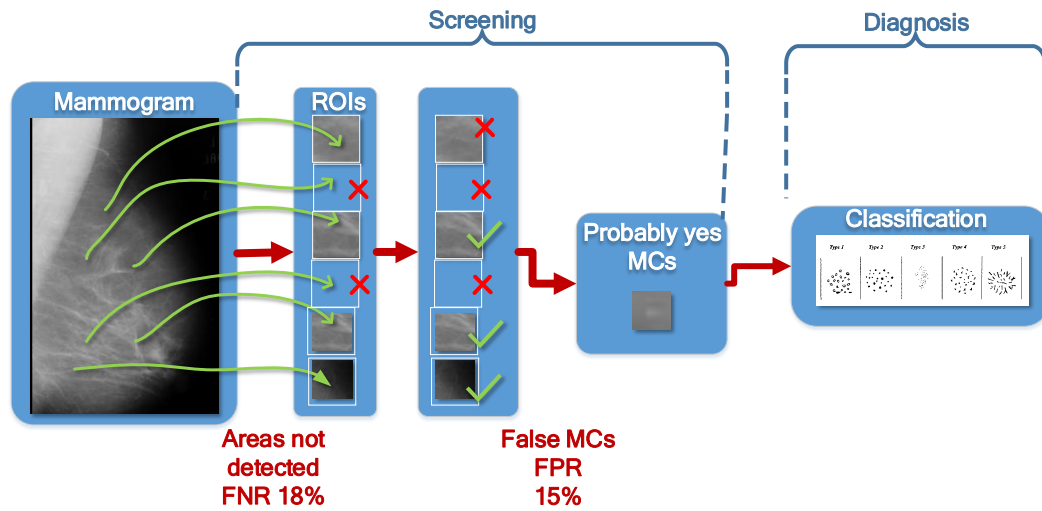 Screening
Diagnosis
Mammogram
ROIs
Probably yes
MCs
Classification
Type 1
Type 2
Type 3
Type 4
Type 5
Areas not
detected
FNR 18%
False MCs
FPR
15%